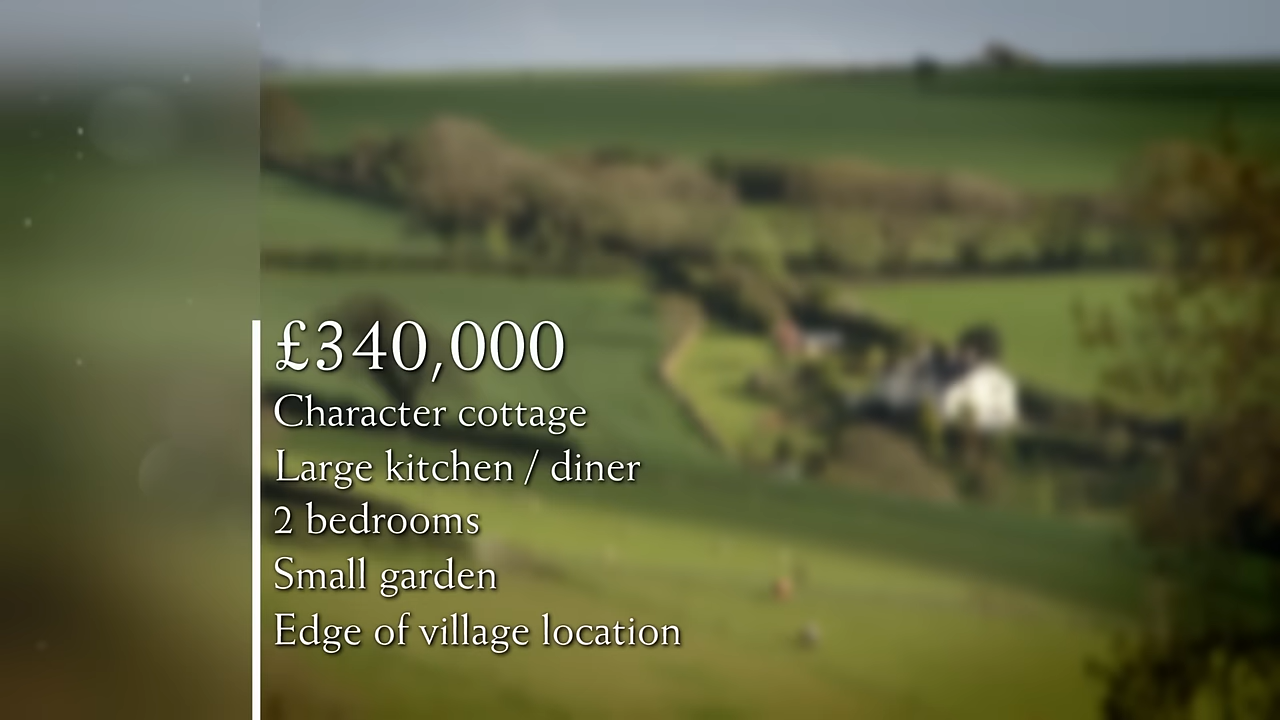 £340,000
Character cottage
Large kitchen / diner
2 bedrooms
Small garden
Edge of village location